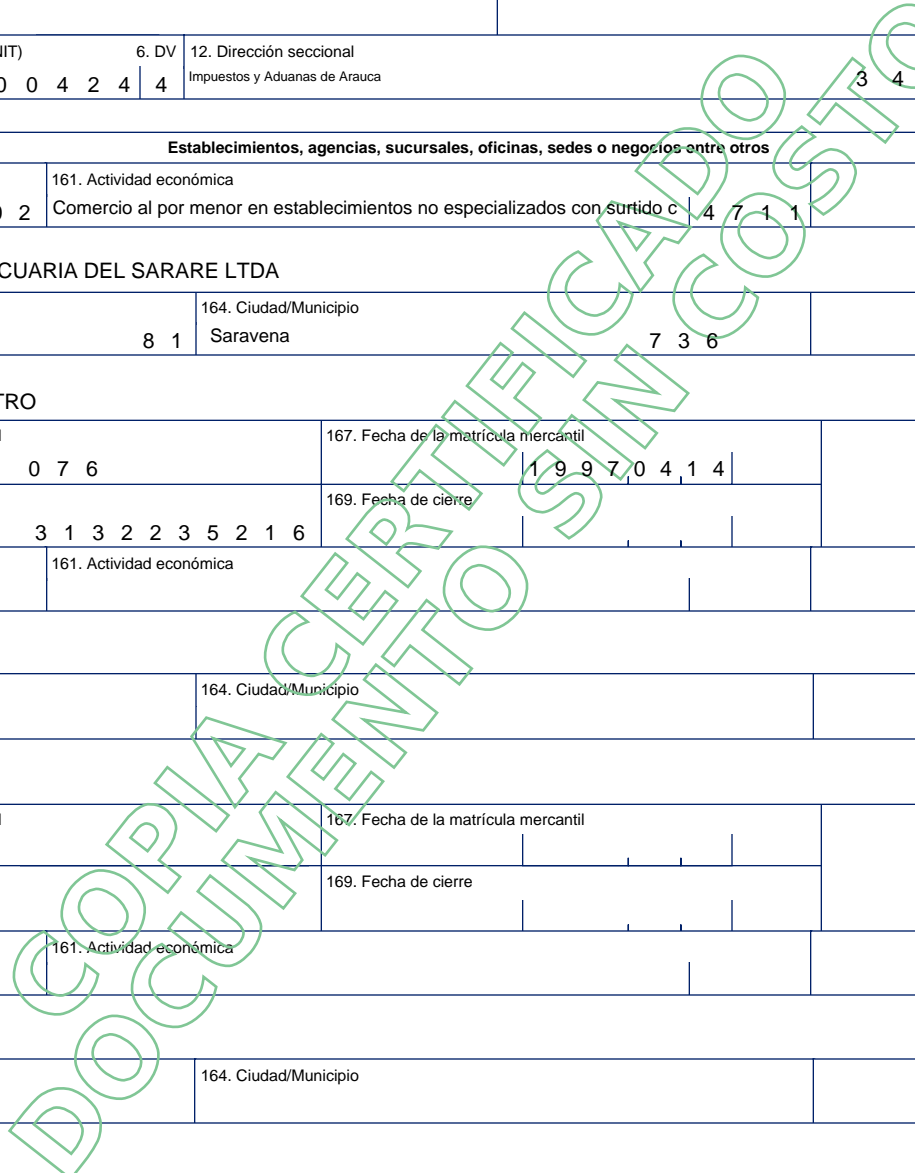 NIT) 6. DV 12. Dirección seccional
0 0 4 2 4 4 Impuestos y Aduanas de Arauca 3 4
Establecimientos, agencias, sucursales, oficinas, sedes o negocios entre otros
161. Actividad económica
0 2 Comercio al por menor en establecimientos no especializados con surtido c 4 7 1 1
CUARIA DEL SARARE LTDA
164. Ciudad/Municipio
8 1 Saravena 7 3 6
TRO
167. Fecha de la matrícula mercantil
0 7 6 1 9 9 7 0 4 1 4
169. Fecha de cierre
3 1 3 2 2 3 5 2 1 6
161. Actividad económica
164. Ciudad/Municipio
167. Fecha de la matrícula mercantil
169. Fecha de cierre
161. Actividad económica
164. Ciudad/Municipio
COPIA CERTIFICADO
DOCUMENTO SIN COSTO